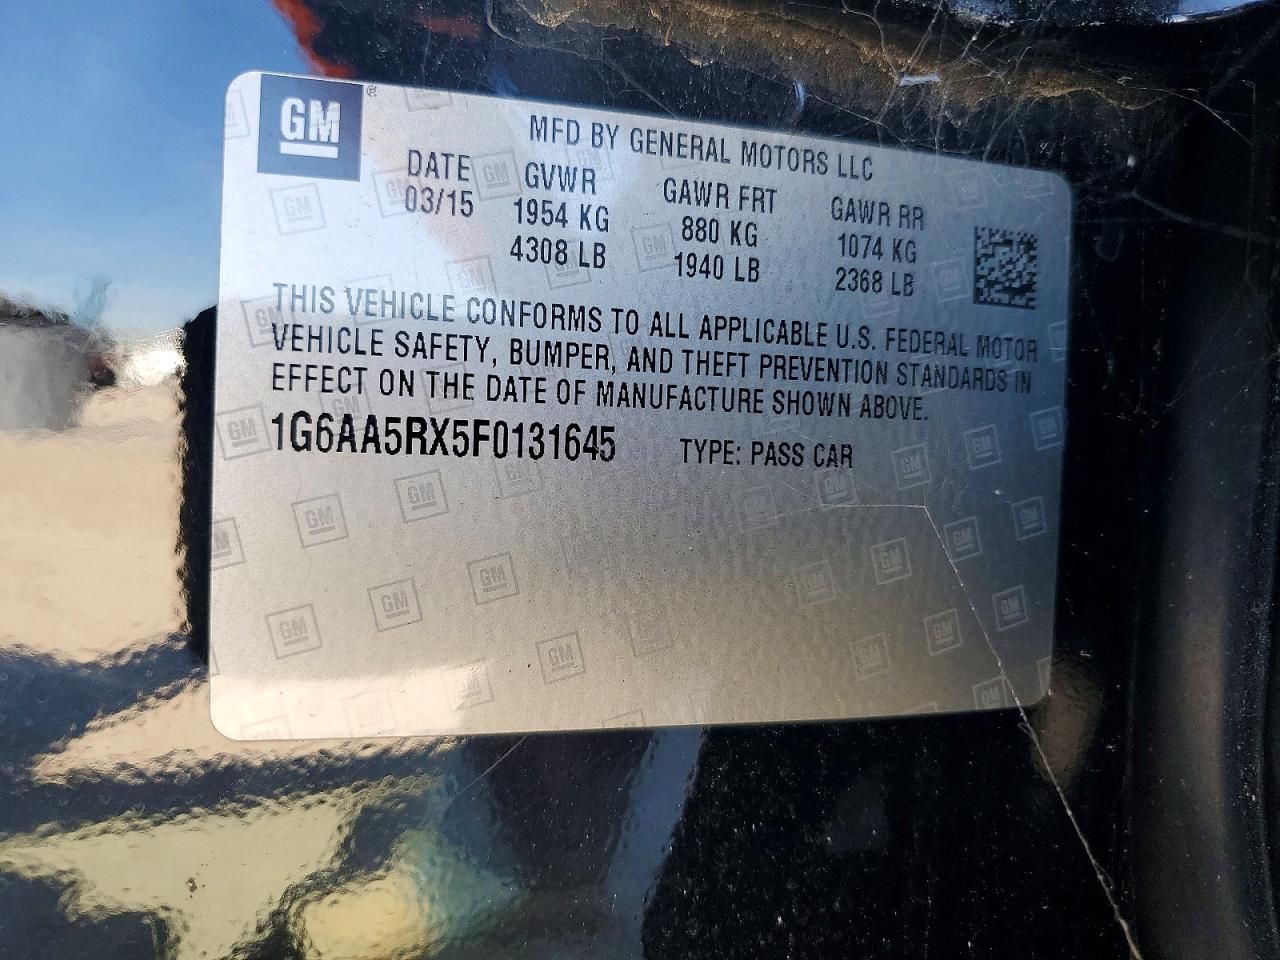 GM ®
MFD BY GENERAL MOTORS LLC
DATE GVWR GAWR FRT GAWR RR
03/15 1954 KG 880 KG 1074 KG
4308 LB 1940 LB 2368 LB
THIS VEHICLE CONFORMS TO ALL APPLICABLE U.S. FEDERAL MOTOR
VEHICLE SAFETY, BUMPER, AND THEFT PREVENTION STANDARDS IN
EFFECT ON THE DATE OF MANUFACTURE SHOWN ABOVE.
1G6AA5RX5F0131645 TYPE: PASS CAR